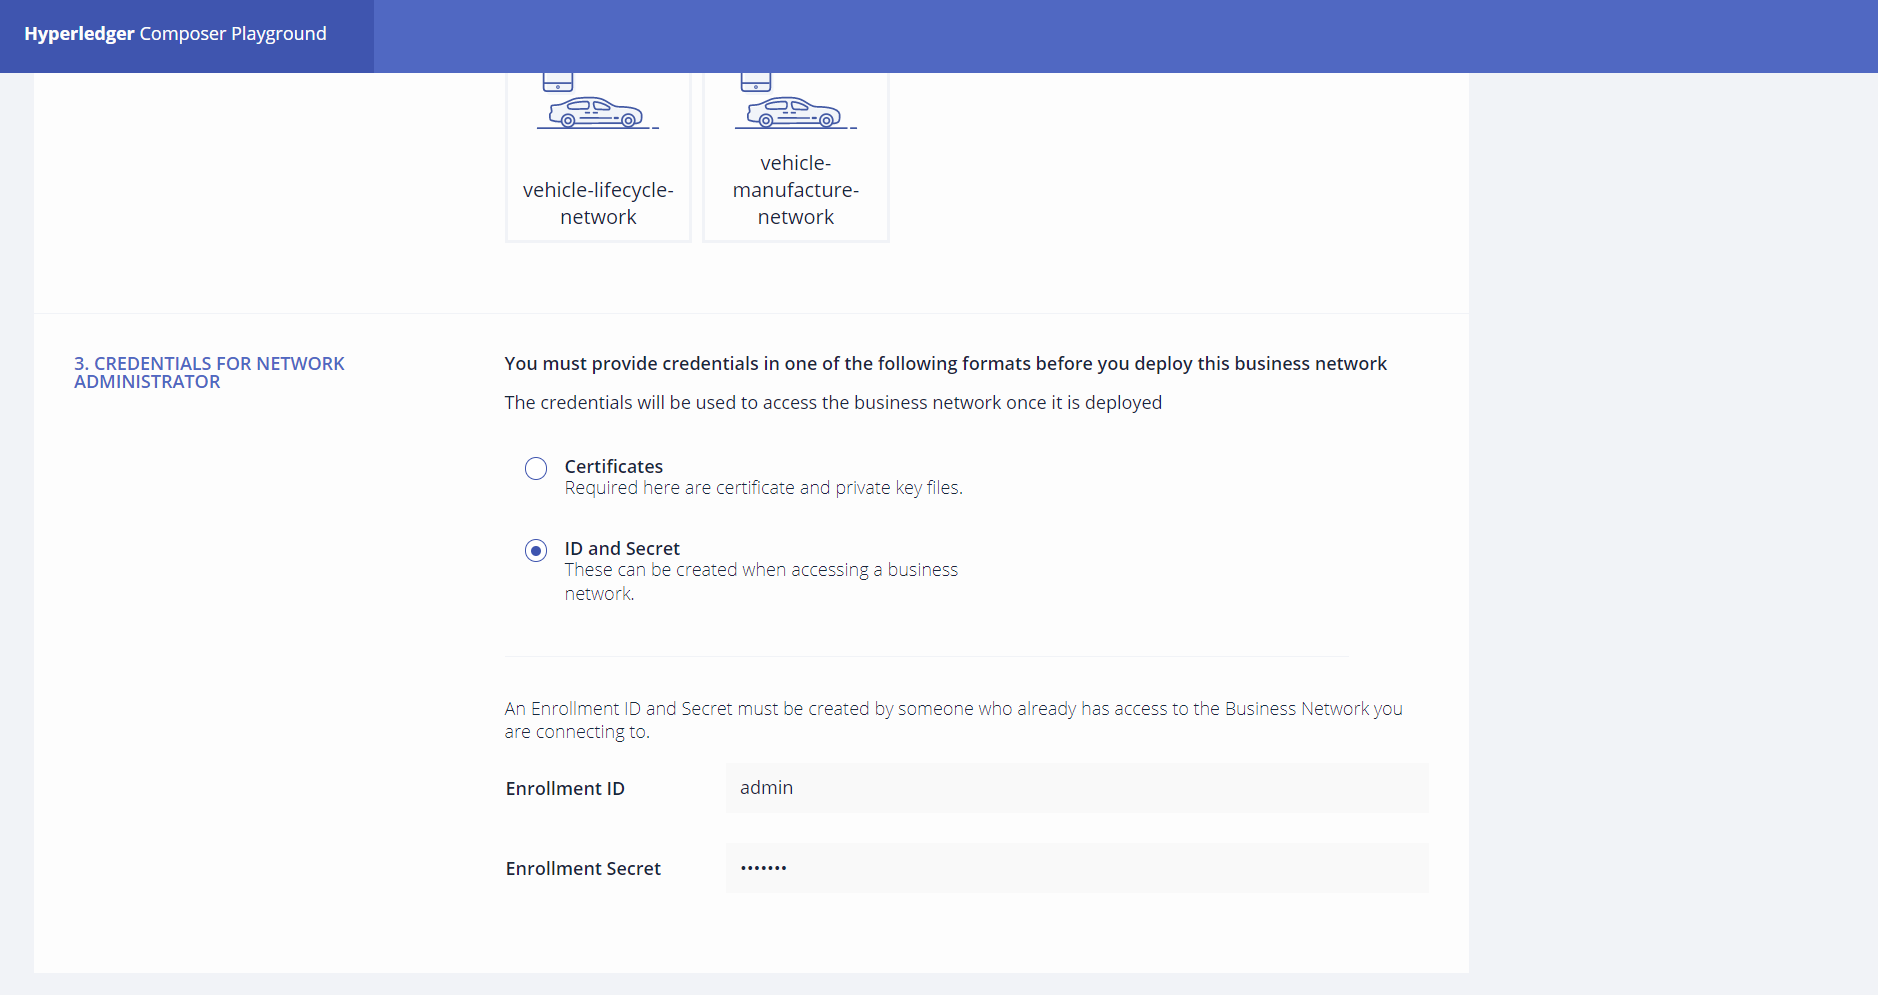 Hyperledger Composer Playground
vehicle-lifecycle-
network
vehicle-
manufacture-
network
3. CREDENTIALS FOR NETWORK
ADMINISTRATOR
You must provide credentials in one of the following formats before you deploy this business network
The credentials will be used to access the business network once it is deployed
Certificates
Required here are certificate and private key files.
ID and Secret
These can be created when accessing a business
network.
An Enrollment ID and Secret must be created by someone who already has access to the Business Network you
are connecting to.
Enrollment ID
admin
Enrollment Secret
•••••••